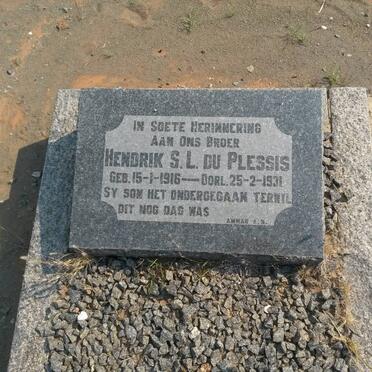 IN SOETE HERINNERING
AAN ONS BROER
HENDRIK S. L. DU PLESSIS
GEB. 15-1-1916 — OORL. 25-2-1931
SY SON HET ONDERGEGAAN TERWYL
DIT NOG DAG WAS